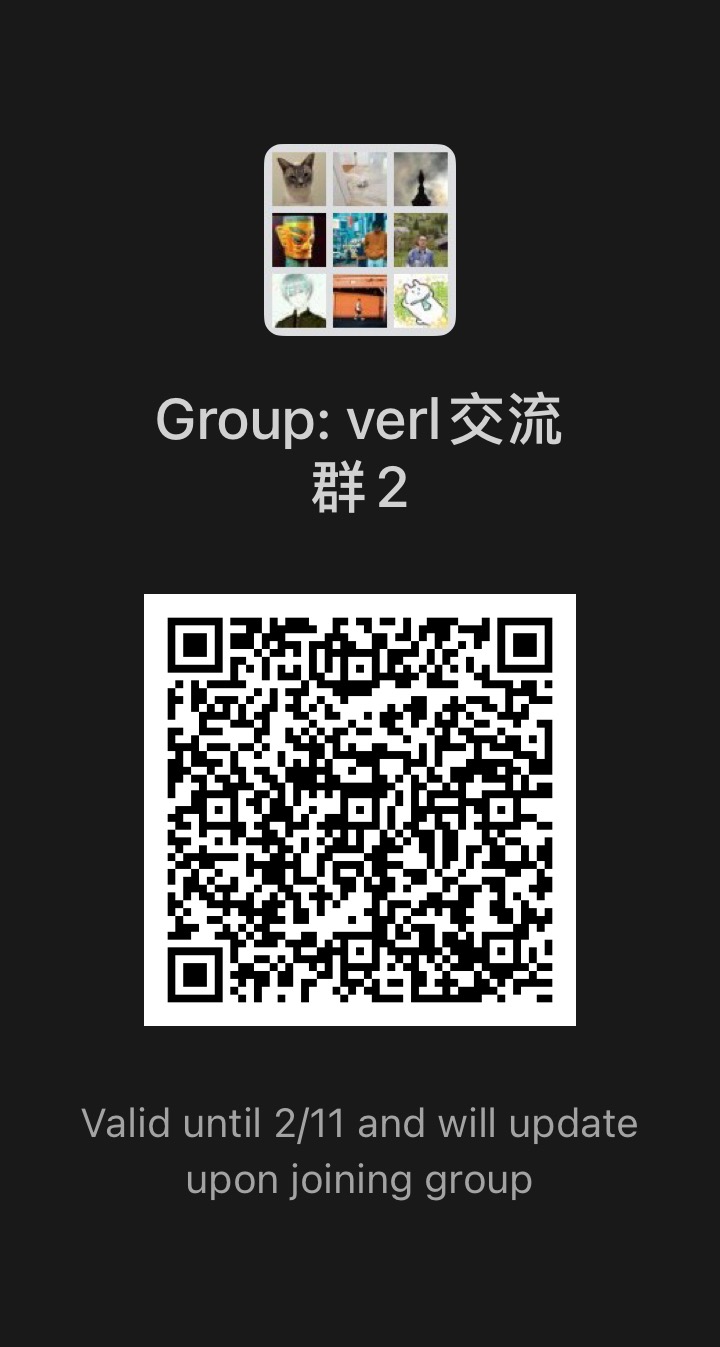 Group: verl交流
群2
Valid until 2/11 and will update
upon joining group